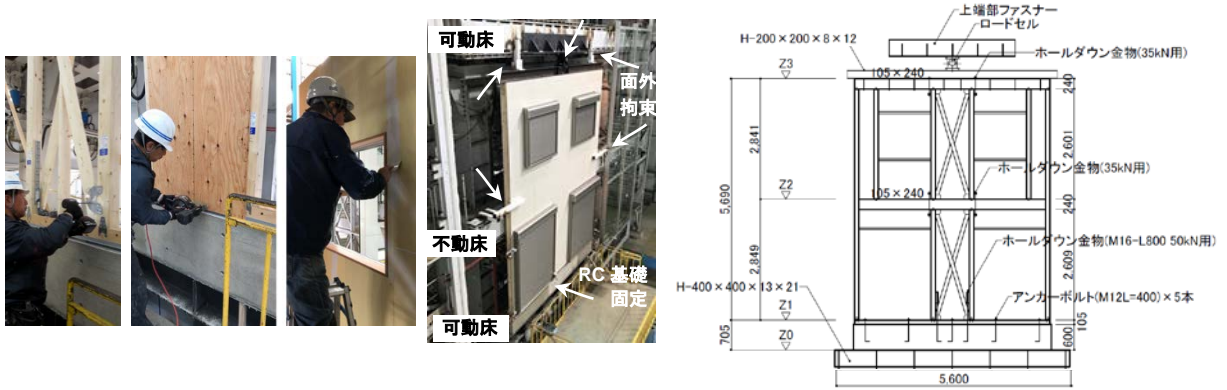 可動床
面外
拘束
不動床
RC 基礎
固定
可動床
上端部ファスナー
ロードセル
H-200×200×8×12
ホールダウン金物(35kN用)
Z3
105×240
240
2,841
2,601
ホールダウン金物(35kN用)
Z2
105×240
5,690
240
ホールダウン金物(M16-L800 50kN用)
2,849
2,609
H-400×400×13×21
アンカーボルト(M12L=400)×5本
Z1
105
705
Z0
600
5,600